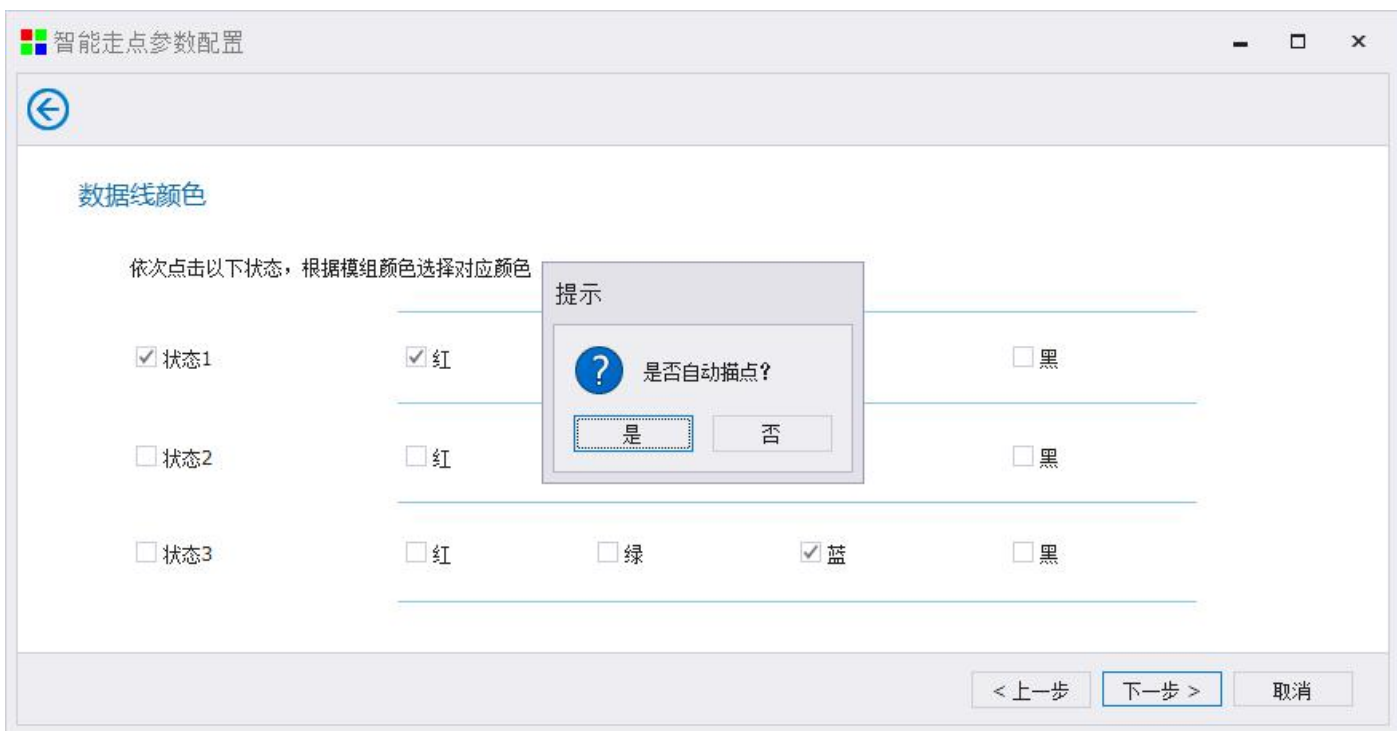 智能走点参数配置
数据线颜色
依次点击以下状态，根据模组颜色选择对应颜色
提示
是否自动描点?
是 否
状态1 红 黑
状态2 红 黑
状态3 红 绿 蓝 黑
<上一步 下一步> 取消